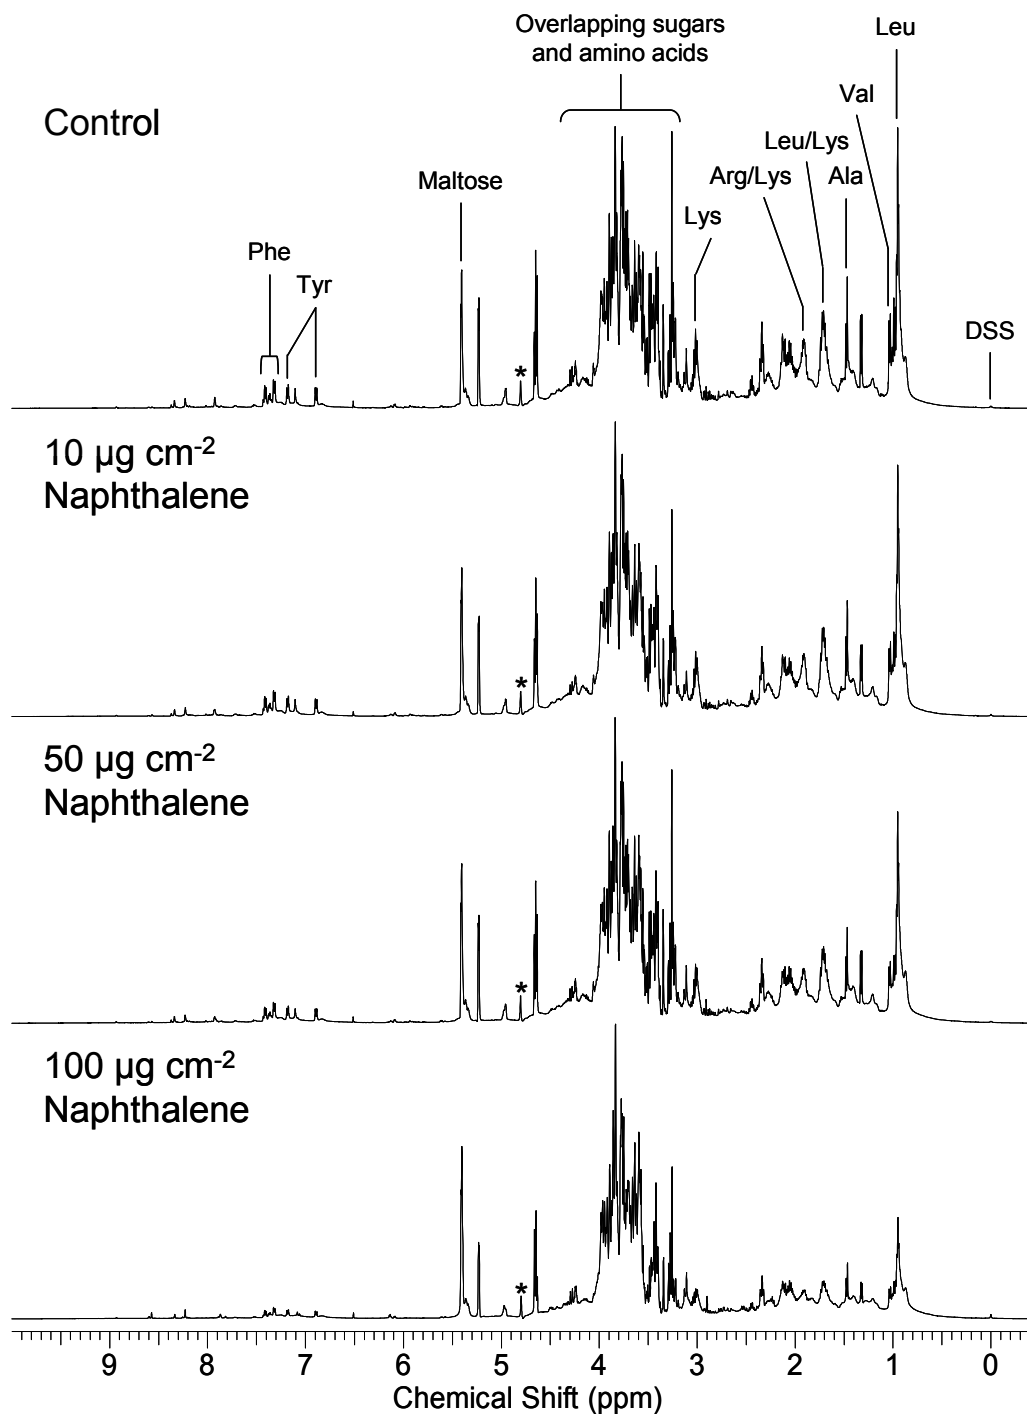 Overlapping sugars
and amino acids
Leu
Control
Val
Leu/Lys
Maltose
Arg/Lys
Ala
Lys
Phe
Tyr
DSS
*
10 µg cm-2
Naphthalene
*
50 µg cm-2
Naphthalene
*
100 µg cm-2
Naphthalene
*
9 8 7 6 5 4 3 2 1 0
Chemical Shift (ppm)